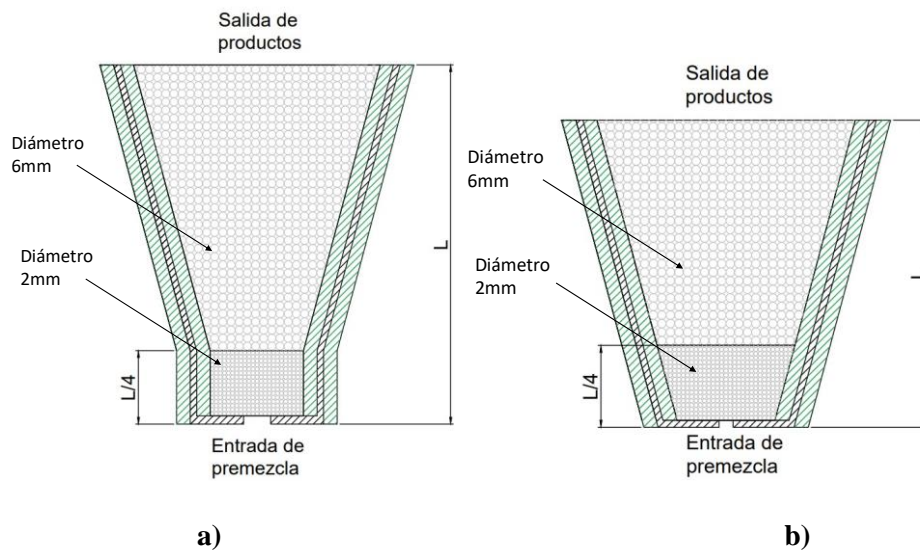 Salida de
productos
Diámetro
6mm
Diámetro
2mm
L
L/4
Entrada de
premezcla
a)
Salida de
productos
Diámetro
6mm
Diámetro
2mm
L/4
Entrada de
premezcla
b)